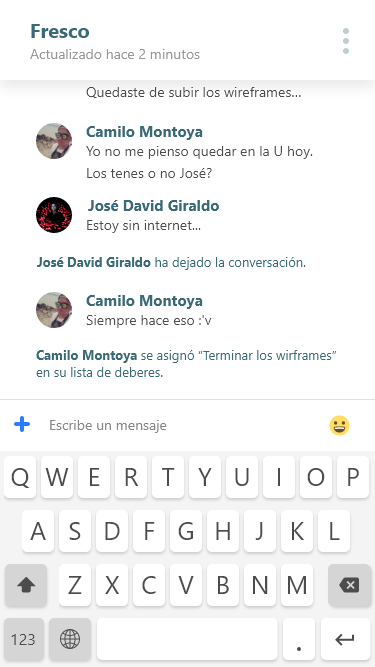 Fresco
Actualizado hace 2 minutos
Quedaste de subir los wireframes...
Camilo Montoya
Yo no me pienso quedar en la U hoy.
Los tenes o no José?
José David Giraldo
Estoy sin internet...
José David Giraldo ha dejado la conversación.
Camilo Montoya
Siempre hace eso :'v
Camilo Montoya se asignó “Terminar los wirframes”
en su lista de deberes.
Escribe un mensaje
Q W E R T Y U I O P
A S D F G H J K L
Z X C V B N M
123 .